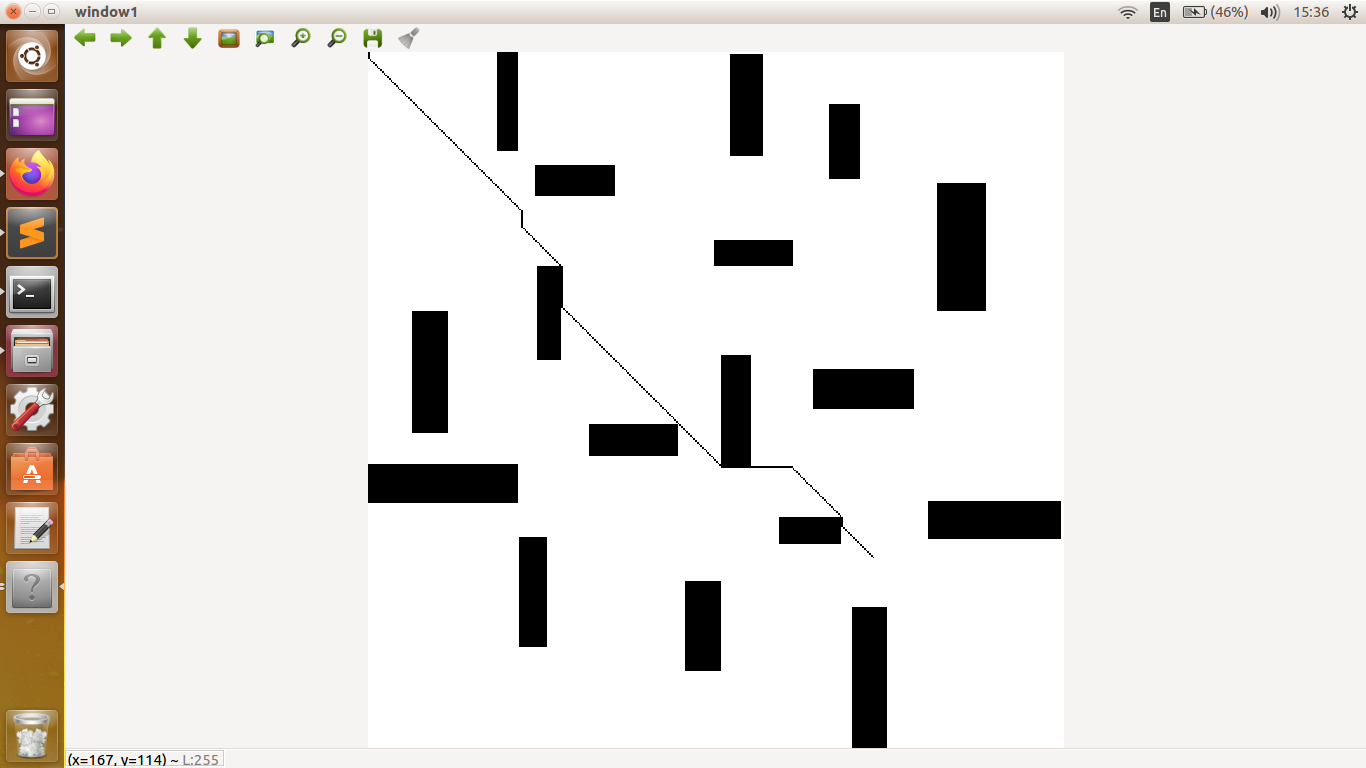 window1
En
(46%)
15:36
(x=167, y=114) ~ L:255